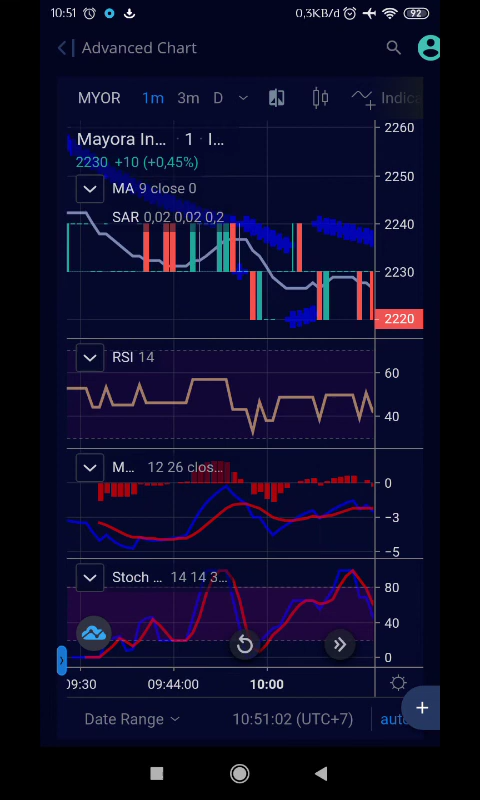 10:51 0,3KB/d 92
Advanced Chart
MYOR 1m 3m D Indica
Mayora In... · 1 · I...
2230 +10 (+0,45%)
MA 9 close 0
SAR 0,02 0,02 0,2
2260
2250
2240
2230
2220
RSI 14
60
40
M... 12 26 clos...
0
−3
−5
Stoch ... 14 14 3...
80
40
0
09:30 09:44:00 10:00
Date Range 10:51:02 (UTC+7) auto